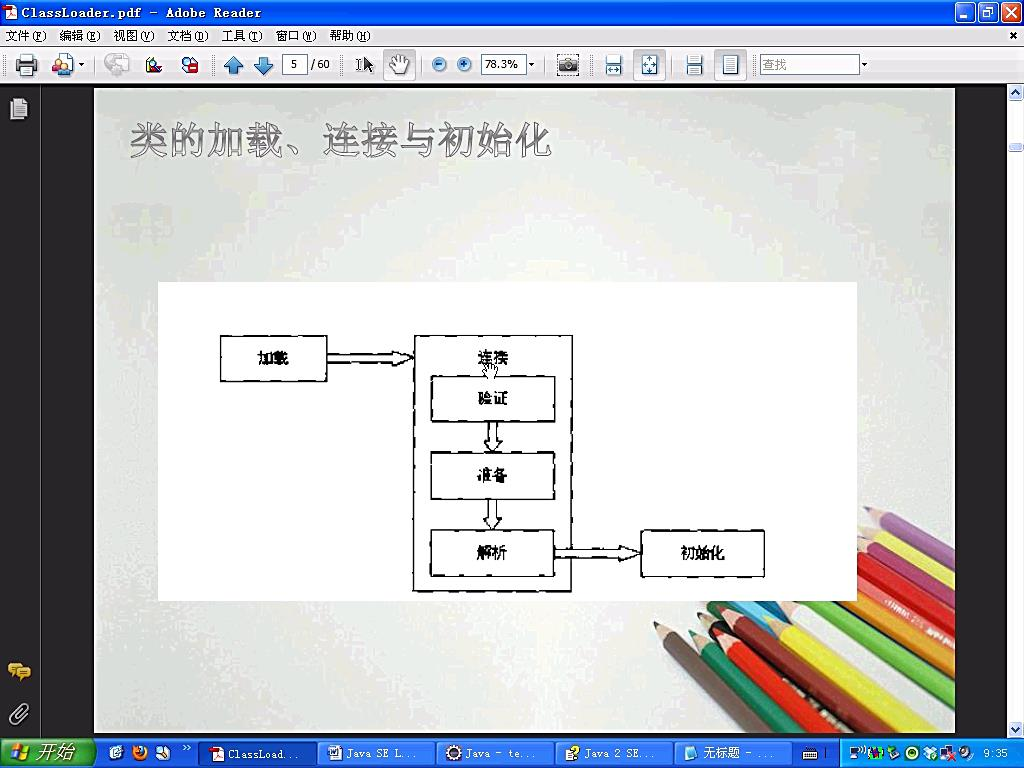 ClassLoader.pdf - Adobe Reader
文件(F) 编辑(E) 视图(V) 文档(D) 工具(T) 窗口(W) 帮助(H)
5 / 60 78.3% 查找
类的加载、连接与初始化
加载
连接
验证
准备
解析
初始化
开始 ClassLoad... Java SE L... Java - te... Java 2 SE... 无标题 - ... 9:35